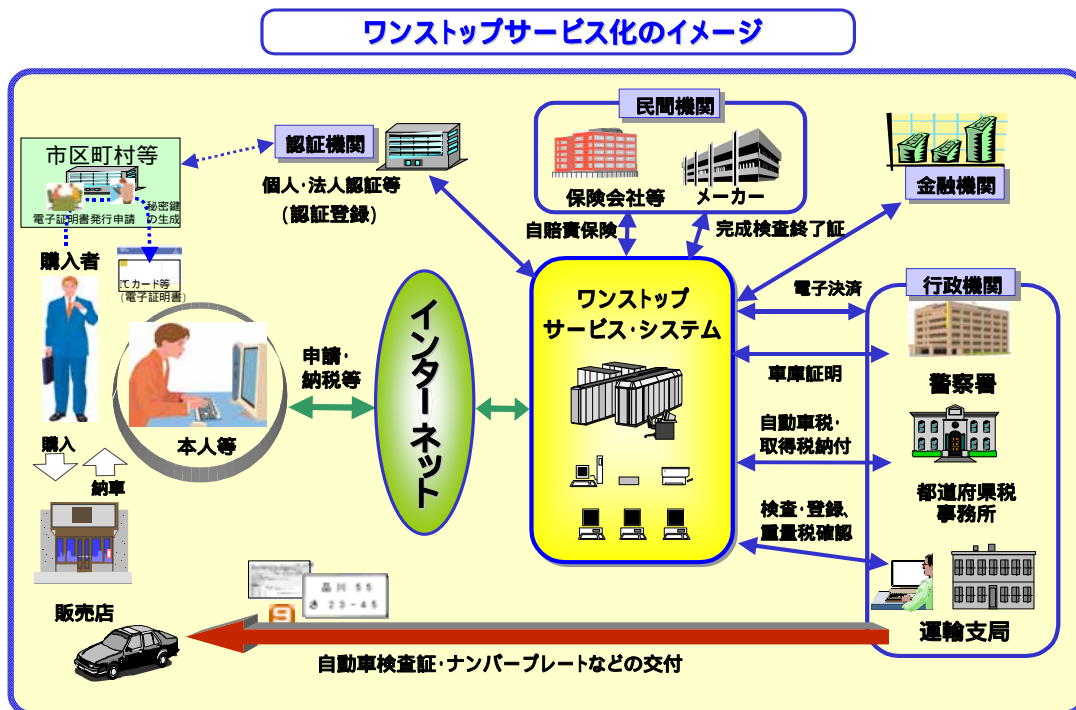 ワンストップサービス化のイメージ
市区町村等
電子証明書発行申請
秘密鍵
の生成
認証機関
個人・法人認証等
(認証登録)
民間機関
保険会社等
メーカー
金融機関
自賠責保険
完成検査終了証
購入者
ICカード等
(電子証明書)
本人等
申請・
納税等
インターネット
ワンストップ
サービス・システム
電子決済
車庫証明
自動車税・
取得税納付
検査・登録、
重量税確認
行政機関
警察署
都道府県税
事務所
運輸支局
購入
納車
販売店
品川 55
き 23-45
9
自動車検査証・ナンバープレートなどの交付